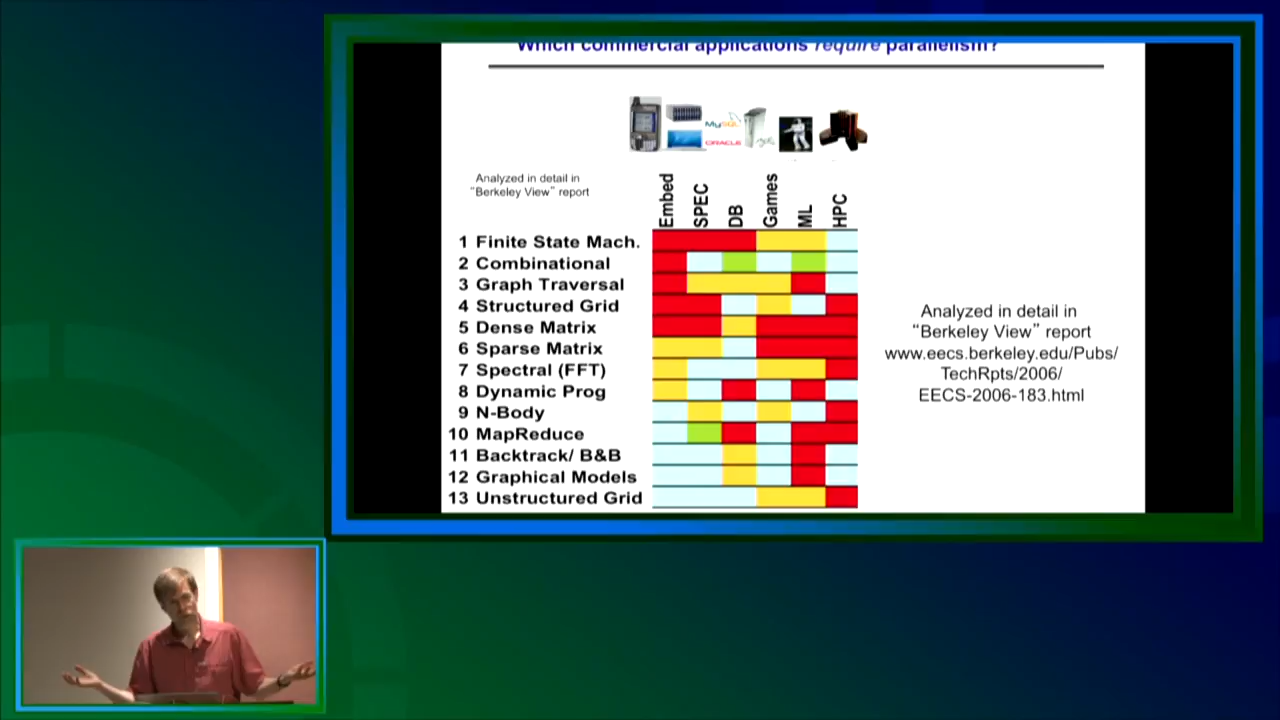 Which commercial applications require parallelism?
MySQL
ORACLE
Analyzed in detail in
“Berkeley View” report
Embed
SPEC
DB
Games
ML
HPC
1 Finite State Mach.
2 Combinational
3 Graph Traversal
4 Structured Grid
5 Dense Matrix
6 Sparse Matrix
7 Spectral (FFT)
8 Dynamic Prog
9 N-Body
10 MapReduce
11 Backtrack/ B&B
12 Graphical Models
13 Unstructured Grid
Analyzed in detail in
“Berkeley View” report
www.eecs.berkeley.edu/Pubs/
TechRpts/2006/
EECS-2006-183.html